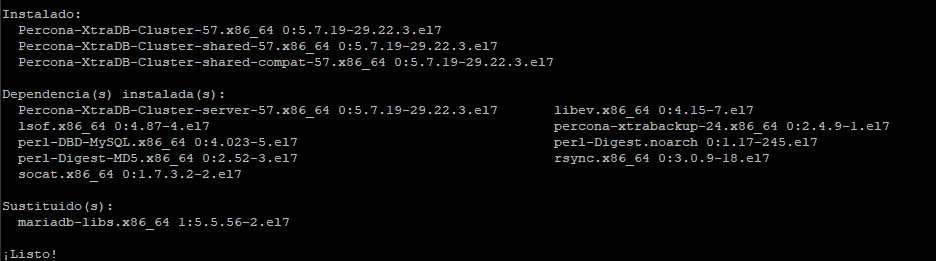 Instalado:
Percona-XtraDB-Cluster-57.x86_64 0:5.7.19-29.22.3.el7
Percona-XtraDB-Cluster-shared-57.x86_64 0:5.7.19-29.22.3.el7
Percona-XtraDB-Cluster-shared-compat-57.x86_64 0:5.7.19-29.22.3.el7
Dependencia(s) instalada(s):
Percona-XtraDB-Cluster-server-57.x86_64 0:5.7.19-29.22.3.el7 libev.x86_64 0:4.15-7.el7
lsof.x86_64 0:4.87-4.el7 percona-xtrabackup-24.x86_64 0:2.4.9-1.el7
perl-DBD-MySQL.x86_64 0:4.023-5.el7 perl-Digest.noarch 0:1.17-245.el7
perl-Digest-MD5.x86_64 0:2.52-3.el7 rsync.x86_64 0:3.0.9-18.el7
socat.x86_64 0:1.7.3.2-2.el7
Sustituido(s):
mariadb-libs.x86_64 1:5.5.56-2.el7
¡Listo!